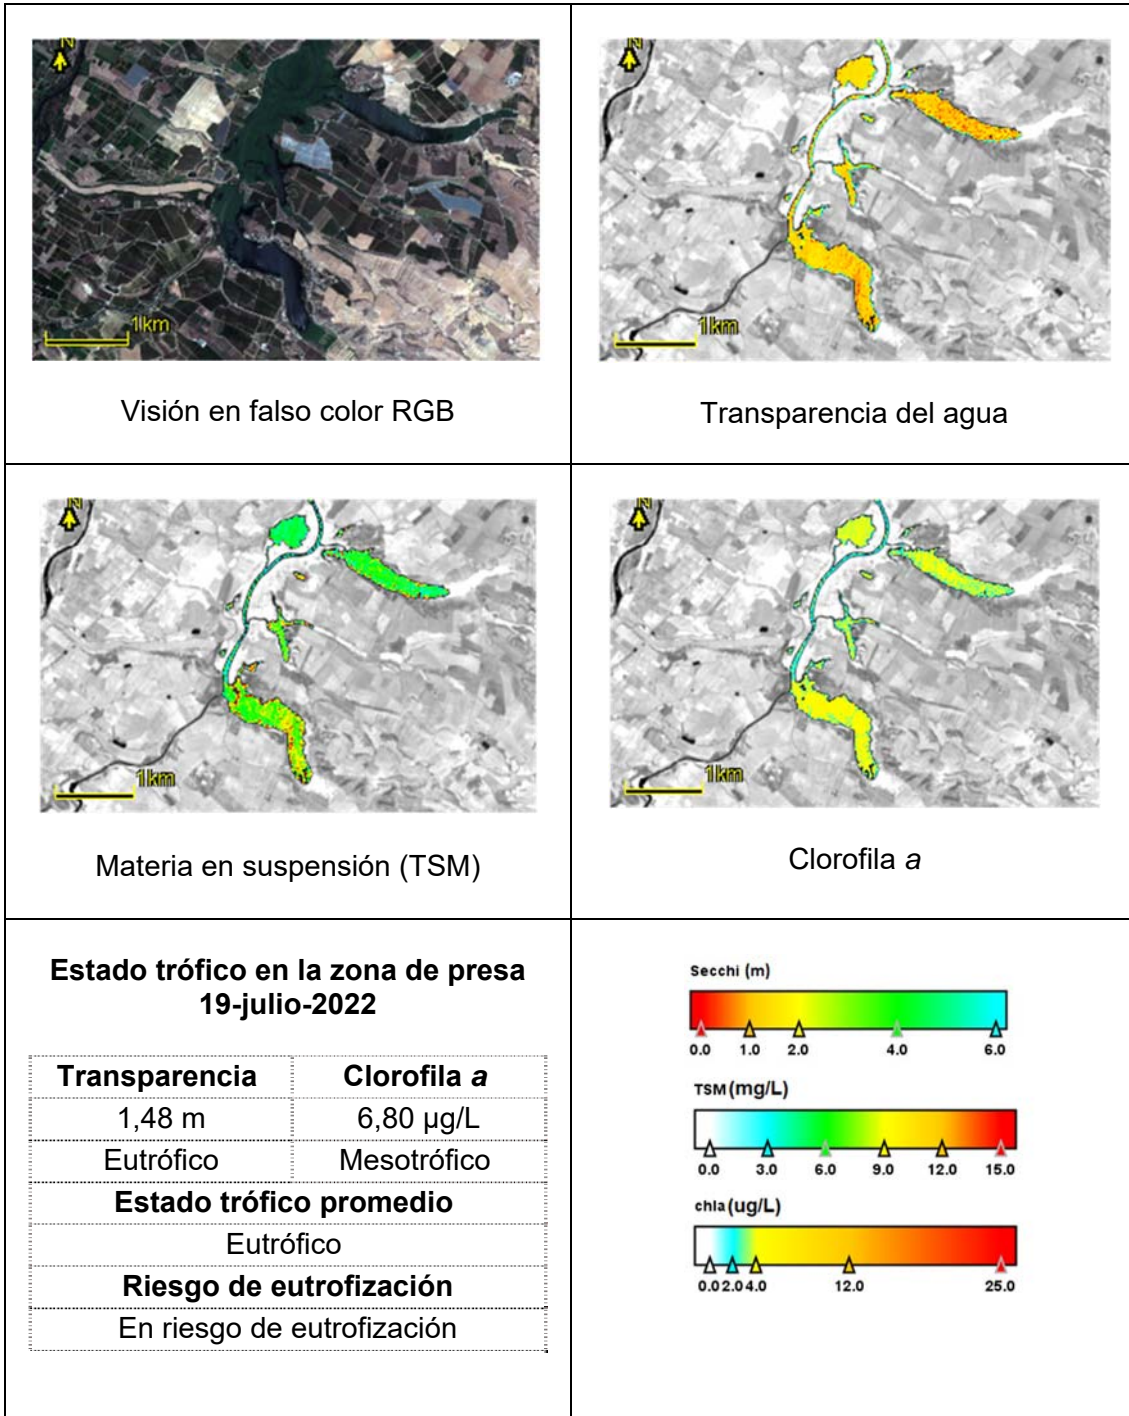 N
1km
Visión en falso color RGB
N
1km
Transparencia del agua
N
1km
Materia en suspensión (TSM)
N
1km
Clorofila a
Estado trófico en la zona de presa
19-julio-2022
Transparencia Clorofila a
1,48 m 6,80 µg/L
Eutrófico Mesotrófico
Estado trófico promedio
Eutrófico
Riesgo de eutrofización
En riesgo de eutrofización
Secchi (m)
0.0 1.0 2.0 4.0 6.0
TSM (mg/L)
0.0 3.0 6.0 9.0 12.0 15.0
chla (ug/L)
0.0 2.0 4.0 12.0 25.0